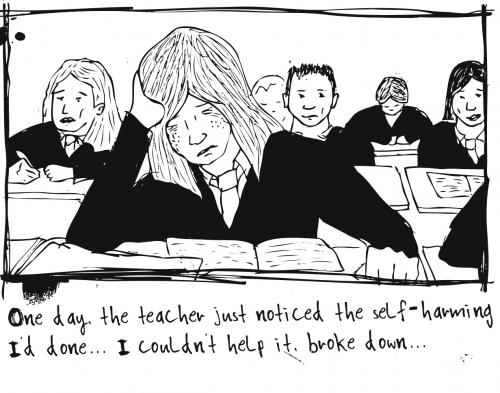 One day, the teacher just noticed the self-harming
I'd done... I couldn't help it, broke down...